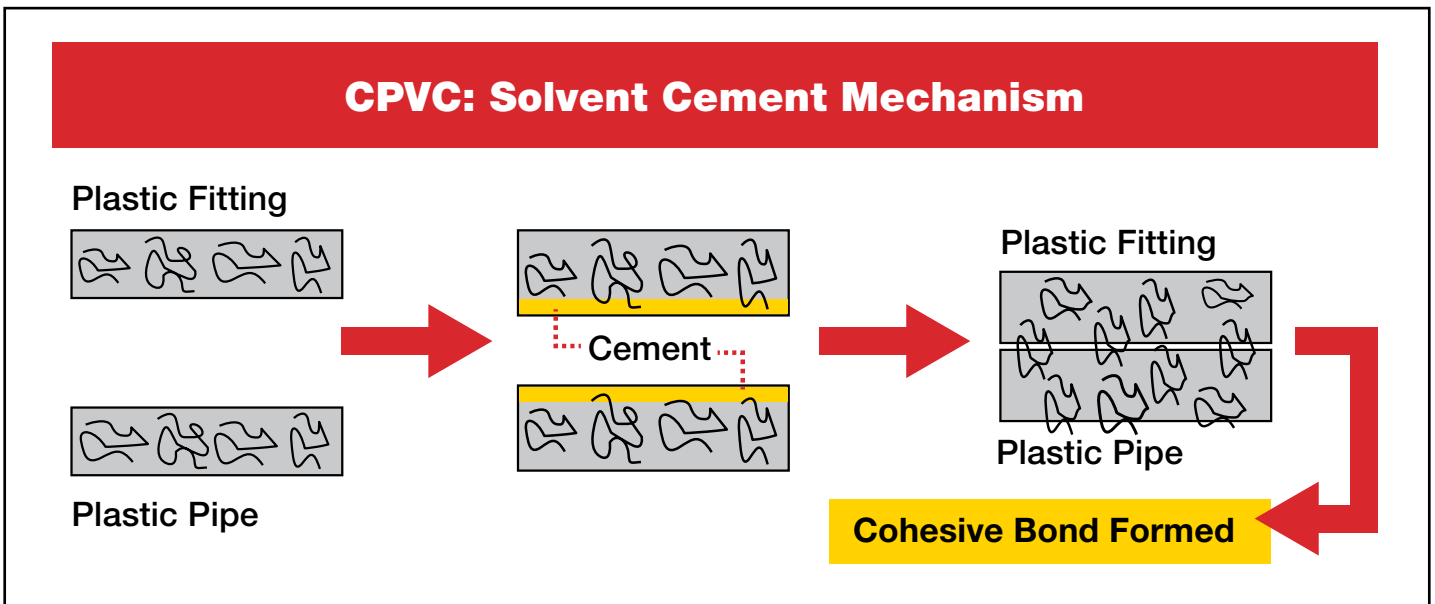 CPVC: Solvent Cement Mechanism
Plastic Fitting
Plastic Pipe
Cement
Plastic Fitting
Plastic Pipe
Cohesive Bond Formed